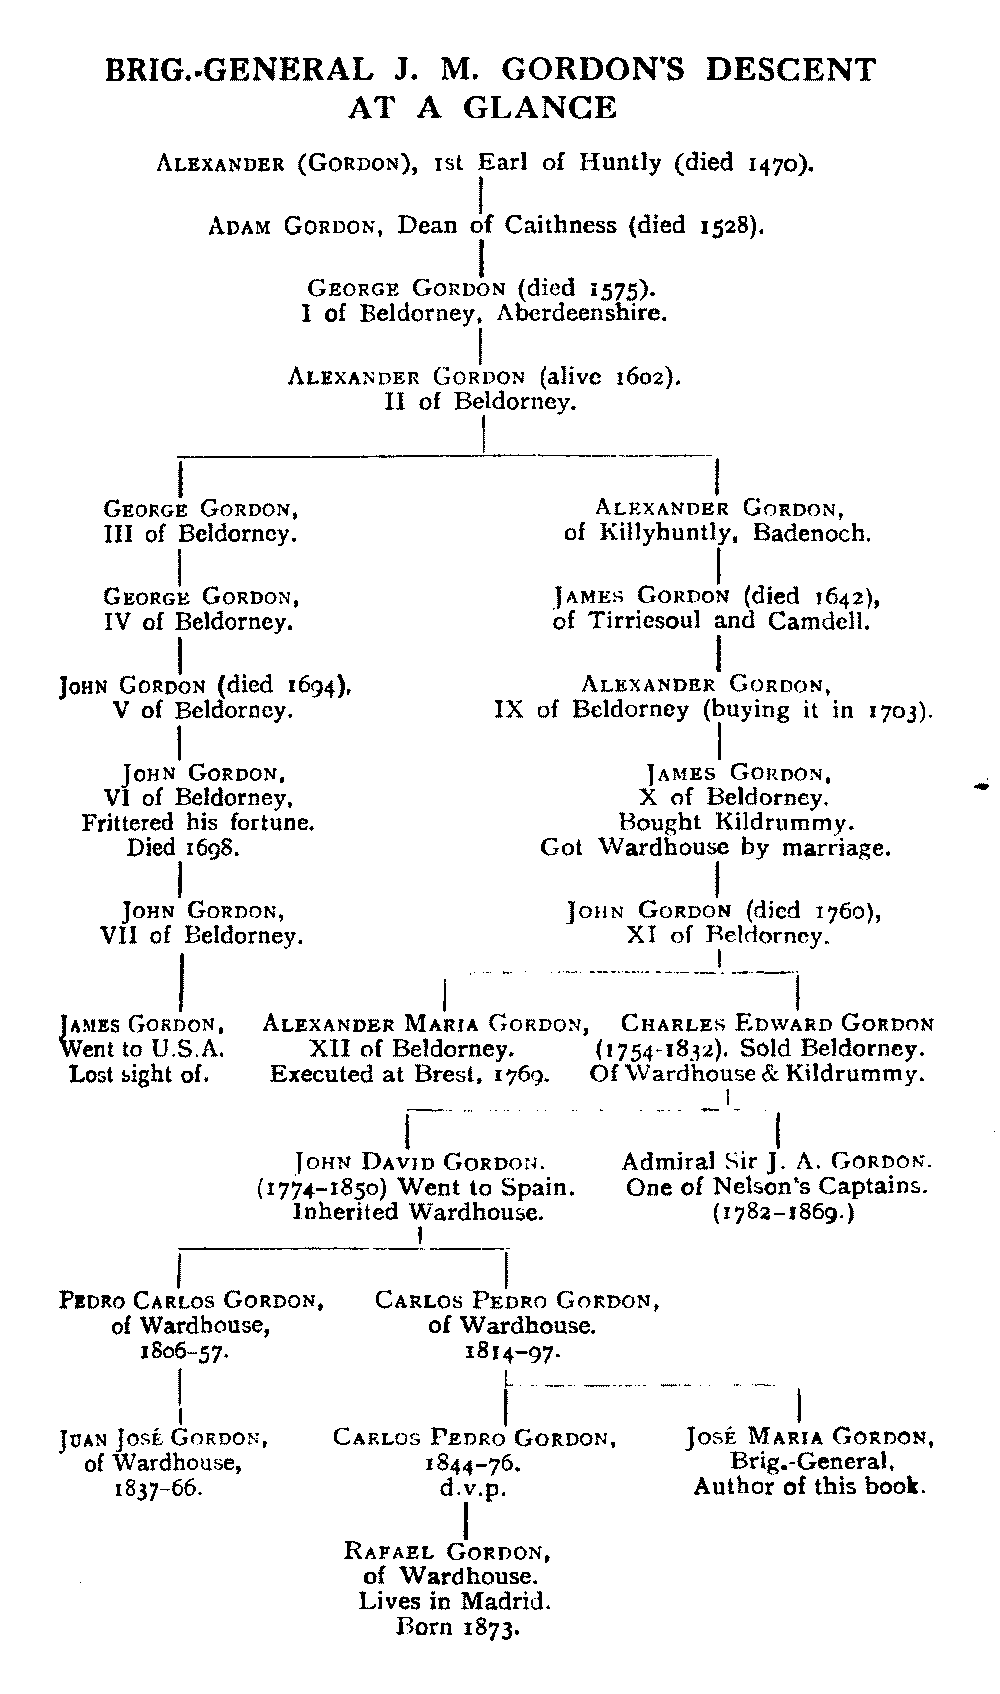 BRIG.-GENERAL J. M. GORDON'S DESCENT
AT A GLANCE
ALEXANDER (GORDON), 1st Earl of Huntly (died 1470).
ADAM GORDON, Dean of Caithness (died 1528).
GEORGE GORDON (died 1575).
I of Beldorney, Aberdeenshire.
ALEXANDER GORDON (alive 1602).
II of Beldorney.
GEORGE GORDON,
III of Beldorney.
ALEXANDER GORDON,
of Killyhuntly, Badenoch.
GEORGE GORDON,
IV of Beldorney.
JAMES GORDON (died 1642),
of Tirriesoul and Camdell.
JOHN GORDON (died 1694),
V of Beldorney.
ALEXANDER GORDON,
IX of Beldorney (buying it in 1703).
JOHN GORDON,
VI of Beldorney,
Frittered his fortune.
Died 1698.
JAMES GORDON,
X of Beldorney.
Bought Kildrummy.
Got Wardhouse by marriage.
JOHN GORDON,
VII of Beldorney.
JOHN GORDON (died 1760),
XI of Beldorney.
JAMES GORDON,
Went to U.S.A.
Lost sight of.
ALEXANDER MARIA GORDON,
XII of Beldorney.
Executed at Brest, 1769.
CHARLES EDWARD GORDON
(1754-1832). Sold Beldorney.
Of Wardhouse & Kildrummy.
JOHN DAVID GORDON.
(1774-1850) Went to Spain.
Inherited Wardhouse.
Admiral Sir J. A. GORDON.
One of Nelson's Captains.
(1782-1869.)
PEDRO CARLOS GORDON,
of Wardhouse,
1806-57.
CARLOS PEDRO GORDON,
of Wardhouse.
1814-97.
JUAN JOSÉ GORDON,
of Wardhouse,
1837-66.
CARLOS PEDRO GORDON,
1844-76.
d.v.p.
JOSÉ MARIA GORDON,
Brig.-General,
Author of this book.
RAFAEL GORDON,
of Wardhouse.
Lives in Madrid.
Born 1873.